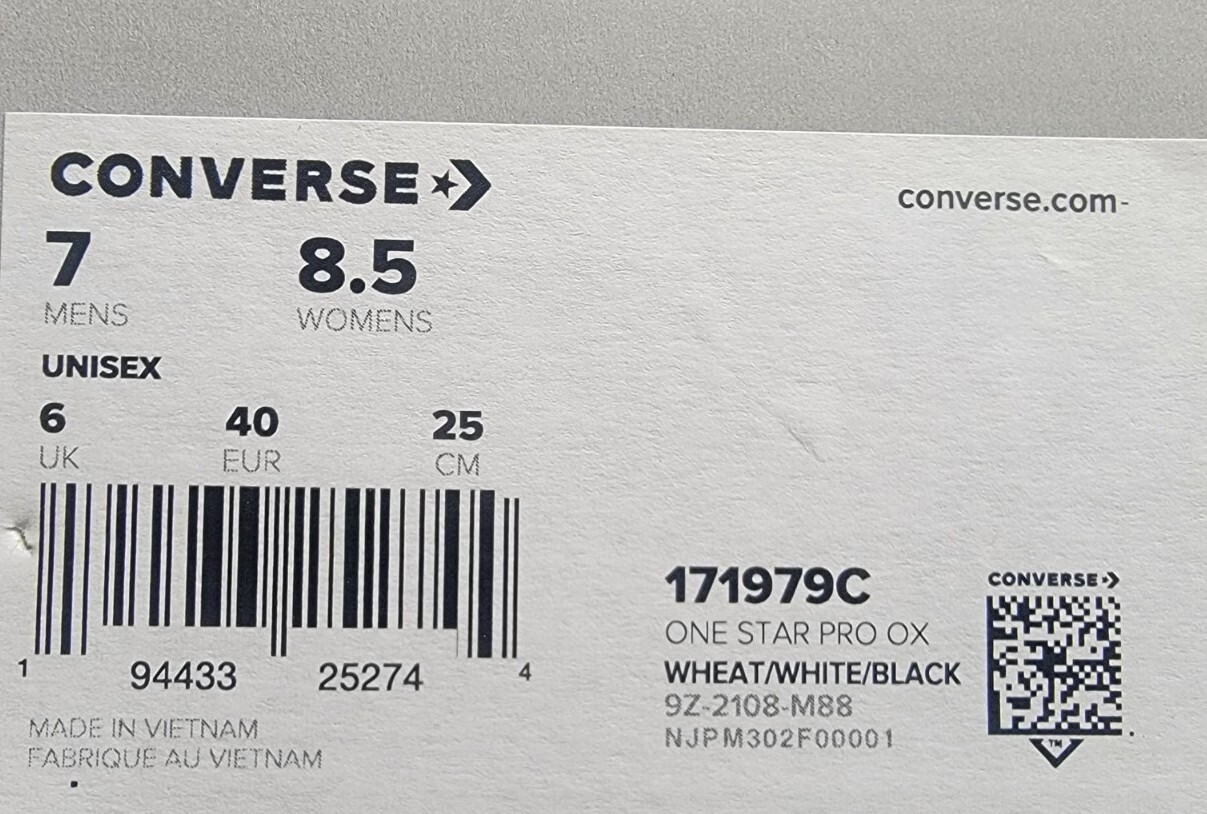 CONVERSE
converse.com
7 8.5
MENS WOMENS
UNISEX
6 40 25
UK EUR CM
1 94433 25274 4
MADE IN VIETNAM
FABRIQUE AU VIETNAM
171979C
ONE STAR PRO OX
WHEAT/WHITE/BLACK
9Z-2108-M88
NJPM302F00001
CONVERSE
TM